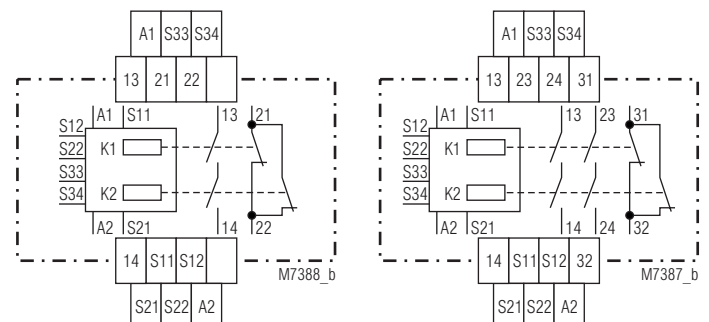 A1 S33 S34
13 21 22
A1 S11
13 21
S12
S22
S33
S34
K1
K2
A2 S21
14 22
14 S11 S12
M7388_b
S21 S22 A2
A1 S33 S34
13 23 24 31
A1 S11
13 23 31
S12
S22
S33
S34
K1
K2
A2 S21
14 24 32
14 S11 S12 32
M7387_b
S21 S22 A2